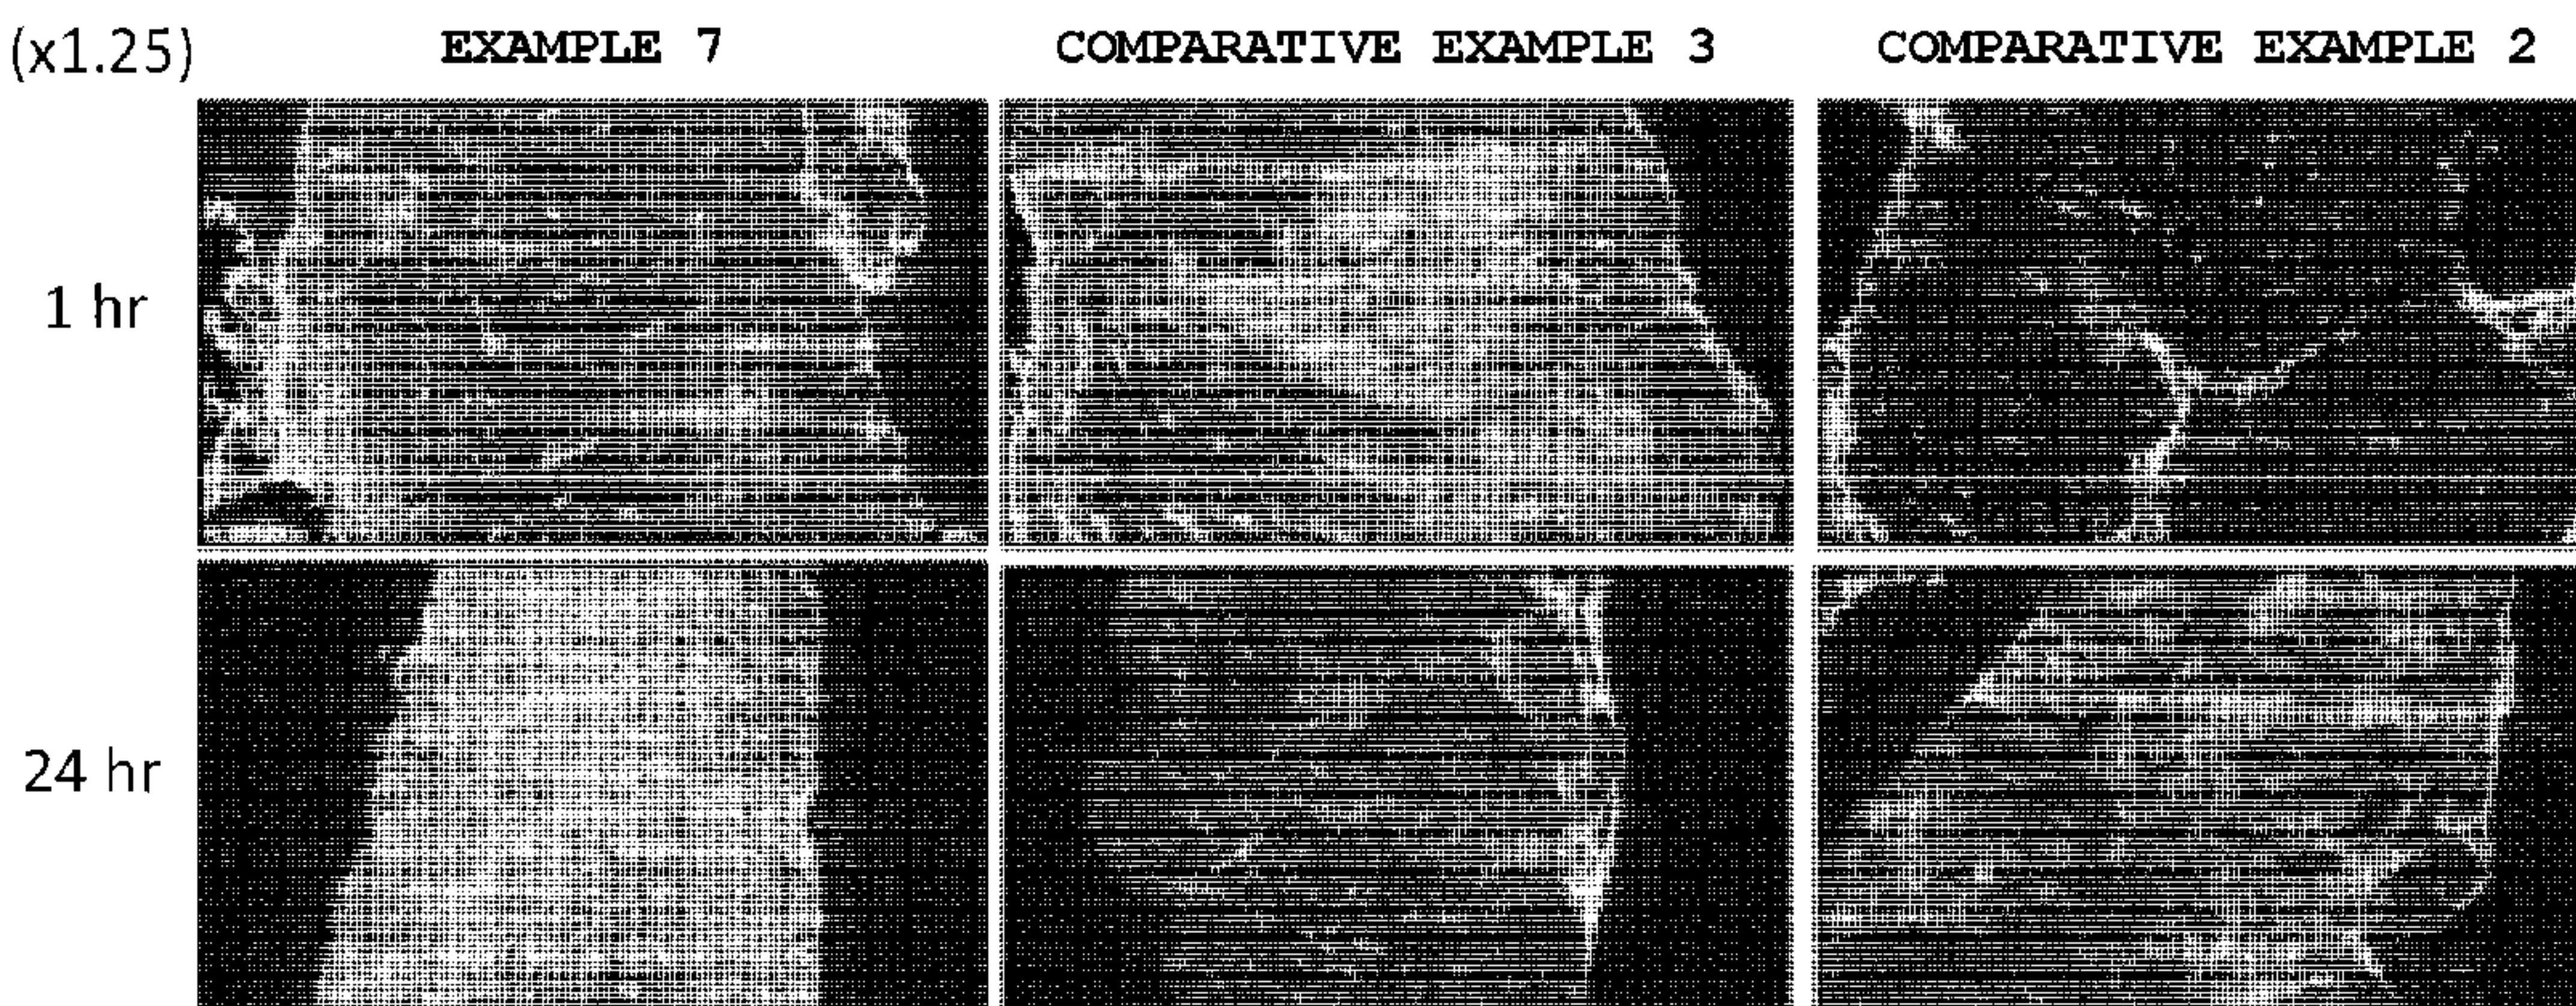 (x1.25) EXAMPLE 7 COMPARATIVE EXAMPLE 3 COMPARATIVE EXAMPLE 2
1 hr
24 hr